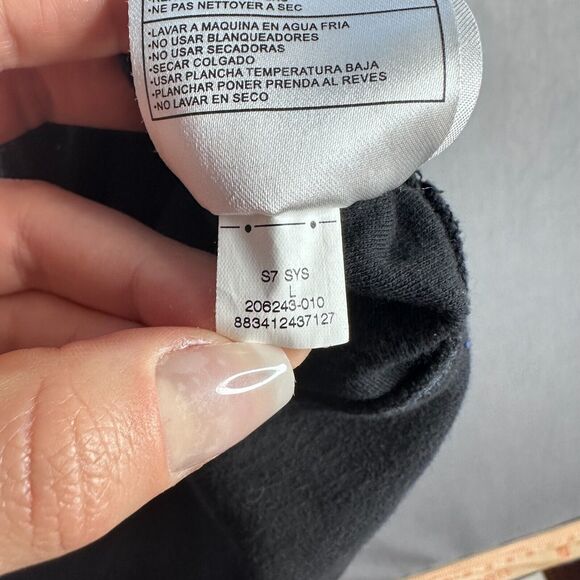 •NE PAS NETTOYER A SEC
•LAVAR A MAQUINA EN AGUA FRIA
•NO USAR BLANQUEADORES
•NO USAR SECADORAS
•SECAR COLGADO
•USAR PLANCHA TEMPERATURA BAJA
•PLANCHAR PONER PRENDA AL REVES
•NO LAVAR EN SECO
S7 SYS
L
206243-010
883412437127